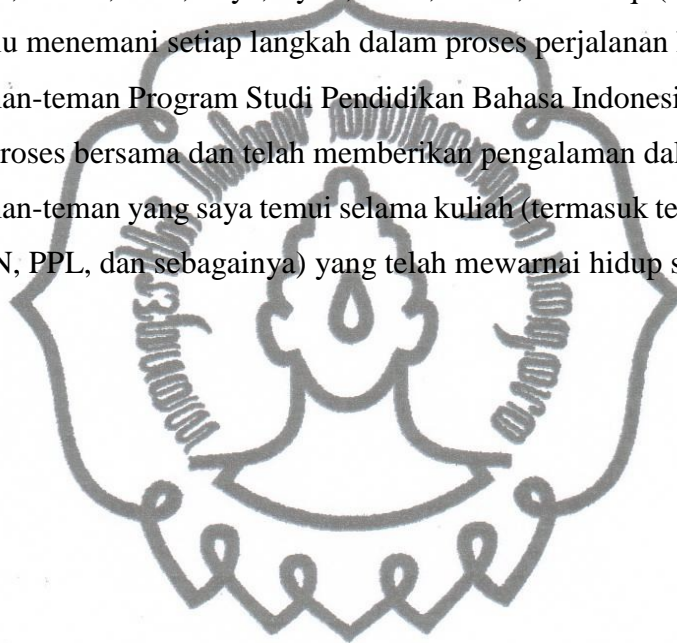 u menemani setiap langkah dalam proses perjalanan
an-teman Program Studi Pendidikan Bahasa Indonesi
roses bersama dan telah memberikan pengalaman dal
an-teman yang saya temui selama kuliah (termasuk te
N, PPL, dan sebagainya) yang telah mewarnai hidup s